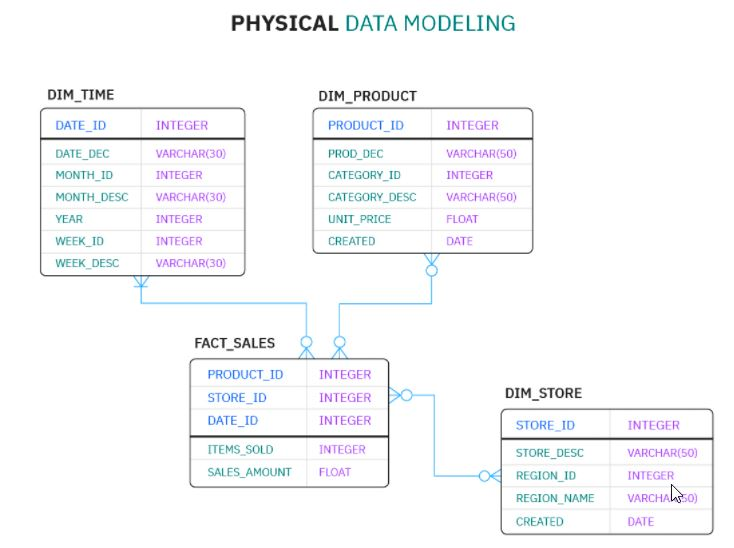 PHYSICAL DATA MODELING
DIM_TIME
DATE_ID INTEGER
DATE_DEC VARCHAR(30)
MONTH_ID INTEGER
MONTH_DESC VARCHAR(30)
YEAR INTEGER
WEEK_ID INTEGER
WEEK_DESC VARCHAR(30)
DIM_PRODUCT
PRODUCT_ID INTEGER
PROD_DEC VARCHAR(50)
CATEGORY_ID INTEGER
CATEGORY_DESC VARCHAR(50)
UNIT_PRICE FLOAT
CREATED DATE
FACT_SALES
PRODUCT_ID INTEGER
STORE_ID INTEGER
DATE_ID INTEGER
ITEMS_SOLD INTEGER
SALES_AMOUNT FLOAT
DIM_STORE
STORE_ID INTEGER
STORE_DESC VARCHAR(50)
REGION_ID INTEGER
REGION_NAME VARCHAR(50)
CREATED DATE